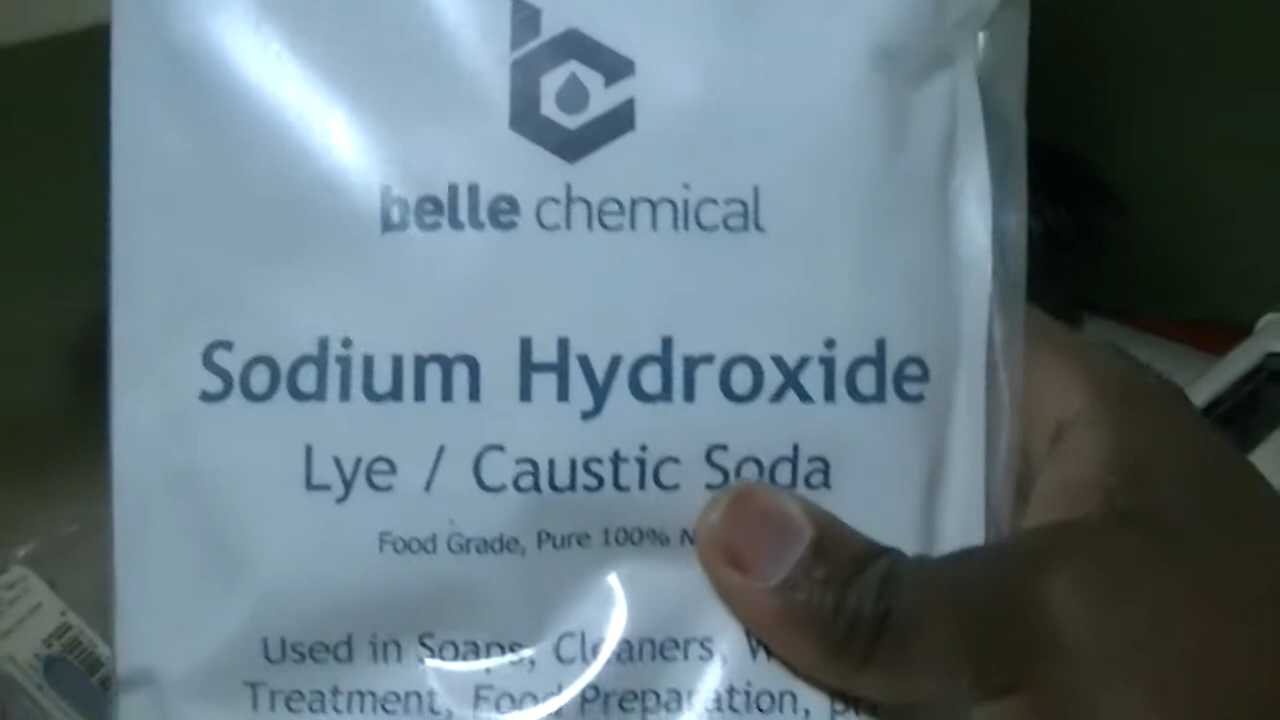 belle chemical
Sodium Hydroxide
Lye / Caustic Soda
Food Grade, Pure 100%
Used in Soaps, Cleaners,
Treatment, Food Preparation,